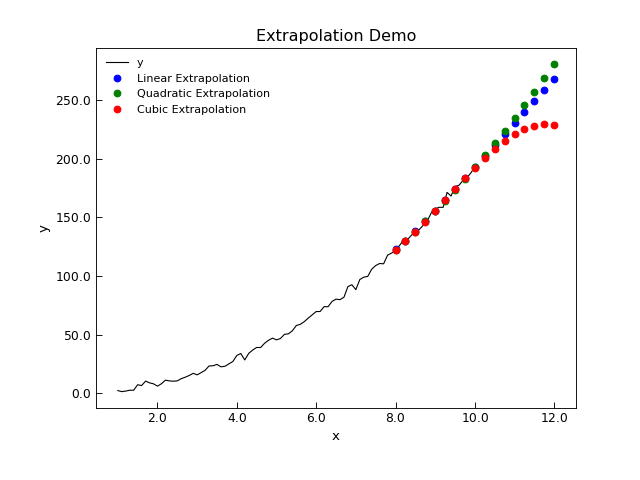 Extrapolation Demo
y
Linear Extrapolation
Quadratic Extrapolation
Cubic Extrapolation
250.0
200.0
150.0
100.0
50.0
0.0
y
2.0 4.0 6.0 8.0 10.0 12.0
x